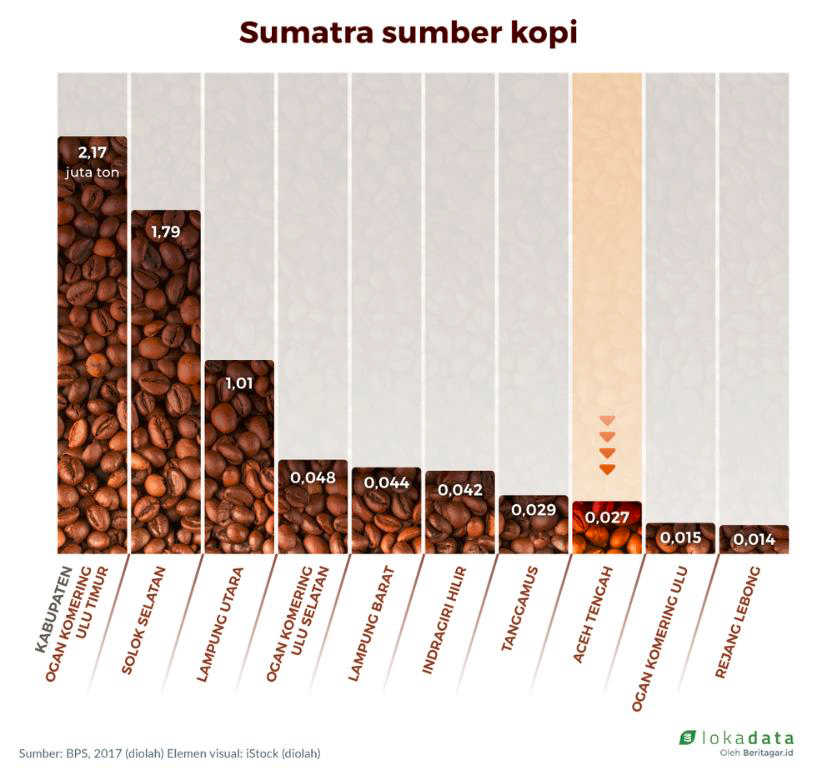 Sumatra sumber kopi
2,17
juta ton
1,79
1,01
0,048
0,044
0,042
0,029
0,027
0,015
0,014
KABUPATEN
OGAN KOMERING
ULU TIMUR
SOLOK SELATAN
LAMPUNG UTARA
OGAN KOMERING
ULU SELATAN
LAMPUNG BARAT
INDRAGIRI HILIR
TANGGAMUS
ACEH TENGAH
OGAN KOMERING ULU
REJANG LEBONG
lokadata
Oleh Beritagar.id
Sumber: BPS, 2017 (diolah) Elemen visual: iStock (diolah)